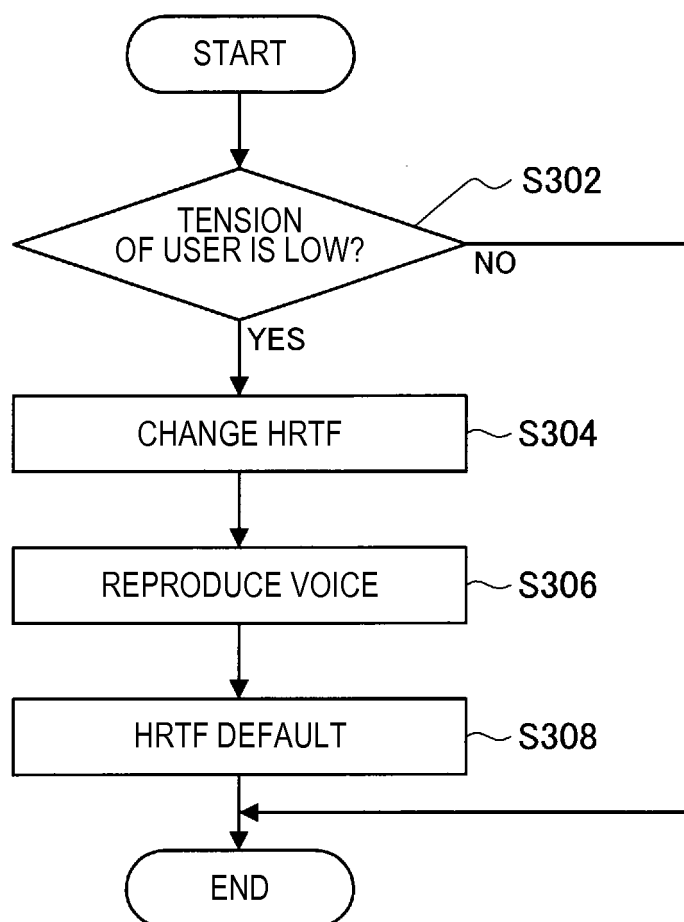 START
TENSION
OF USER IS LOW?
S302
NO
YES
CHANGE HRTF
S304
REPRODUCE VOICE
S306
HRTF DEFAULT
S308
END